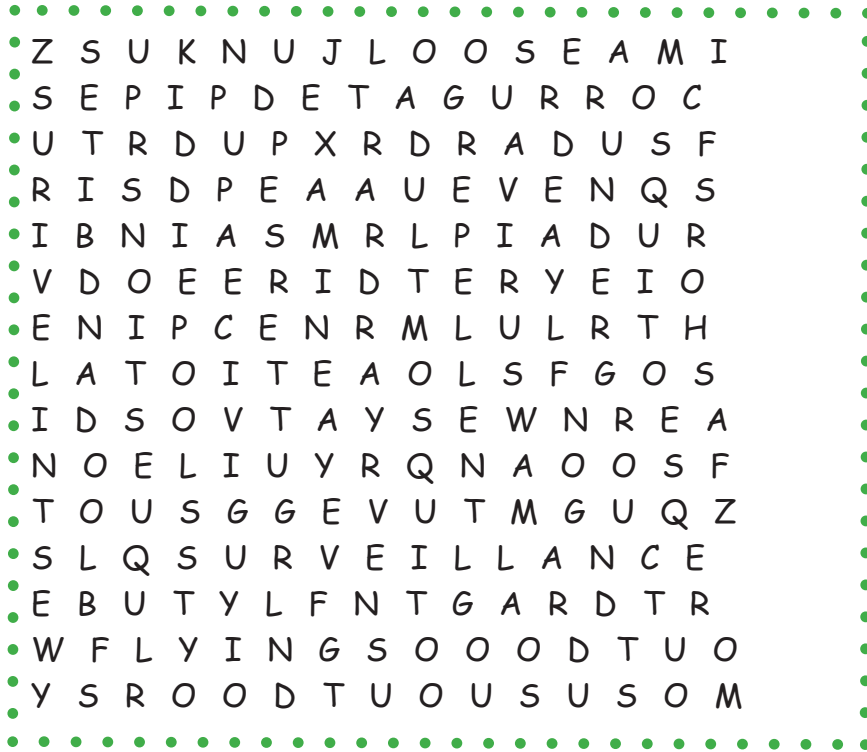 Z S U K N U J L O O S E A M I
S E P I P D E T A G U R R O C
U T R D U P X R D R A D U S F
R I S D P E A A U E V E N Q S
I B N I A S M R L P I A D U R
V D O E E R I D T E R Y E I O
E N I P C E N R M L U L R T H
L A T O I T E A O L S F G O S
I D S O V T A Y S E W N R E A
N O E L I U Y R Q N A O O S F
T O U S G G E V U T M G U Q Z
S L Q S U R V E I L L A N C E
E B U T Y L F N T G A R D T R
W F L Y I N G S O O O D T U O
Y S R O O D T U O U S U S O M